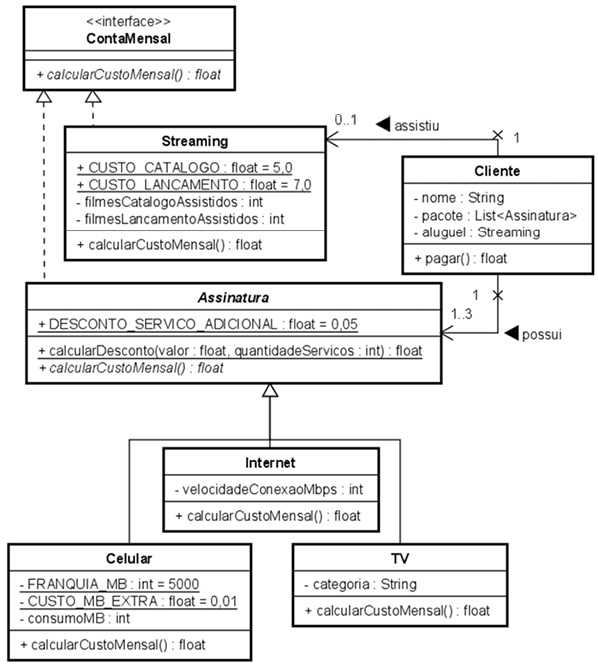 <<interface>>
ContaMensal
+ calcularCustoMensal() : float
Streaming
+ CUSTO_CATALOGO : float = 5,0
+ CUSTO_LANCAMENTO : float = 7,0
- filmesCatalogoAssistidos : int
- filmesLancamentoAssistidos : int
+ calcularCustoMensal() : float
0..1
assistiu
1
Cliente
- nome : String
- pacote : List<Assinatura>
- aluguel : Streaming
+ pagar() : float
1
1..3
possui
Assinatura
+ DESCONTO_SERVICO_ADICIONAL : float = 0,05
+ calcularDesconto(valor : float, quantidadeServicos : int) : float
+ calcularCustoMensal() : float
Internet
- velocidadeConexaoMbps : int
+ calcularCustoMensal() : float
Celular
- FRANQUIA_MB : int = 5000
- CUSTO_MB_EXTRA : float = 0,01
- consumoMB : int
+ calcularCustoMensal() : float
TV
- categoria : String
+ calcularCustoMensal() : float